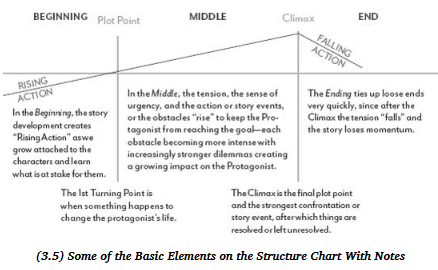 BEGINNING Plot Point MIDDLE Climax END
FALLING
ACTION
RISING
ACTION
In the Beginning, the story
development creates
"Rising Action" as we
grow attached to the
characters and learn
what is at stake for them.
In the Middle, the tension, the sense of
urgency, and the action or story events,
or the obstacles "rise" to keep the Pro-
tagonist from reaching the goal—each
obstacle becoming more intense with
increasingly stronger dilemmas creating
a growing impact on the Protagonist.
The Ending ties up loose ends
very quickly, since after the
Climax the tension "falls" and
the story loses momentum.
The 1st Turning Point is
when something happens to
change the protagonist's life.
The Climax is the final plot point
and the strongest confrontation or
story event, after which things are
resolved or left unresolved.
(3.5) Some of the Basic Elements on the Structure Chart With Notes